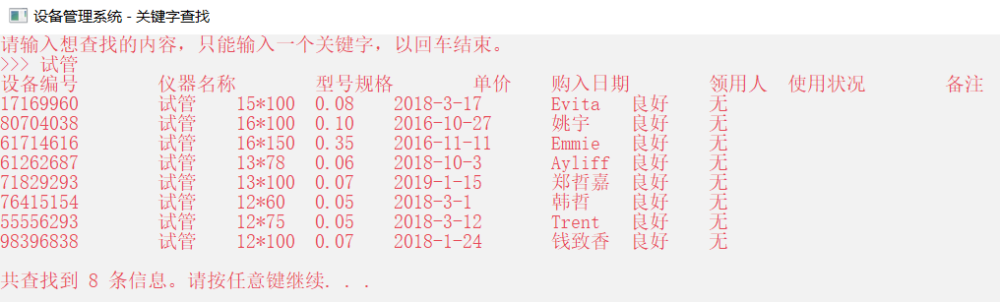 设备管理系统 - 关键字查找
请输入想查找的内容，只能输入一个关键字，以回车结束。
>>> 试管
设备编号 仪器名称 型号规格 单价 购入日期 领用人 使用状况 备注
17169960 试管 15*100 0.08 2018-3-17 Evita 良好 无
80704038 试管 16*100 0.10 2016-10-27 姚宇 良好 无
61714616 试管 16*150 0.35 2016-11-11 Emmie 良好 无
61262687 试管 13*78 0.06 2018-10-3 Ayliff 良好 无
71829293 试管 13*100 0.07 2019-1-15 郑哲嘉 良好 无
76415154 试管 12*60 0.05 2018-3-1 韩哲 良好 无
55556293 试管 12*75 0.05 2018-3-12 Trent 良好 无
98396838 试管 12*100 0.07 2018-1-24 钱致香 良好 无
共查找到 8 条信息。请按任意键继续. . .